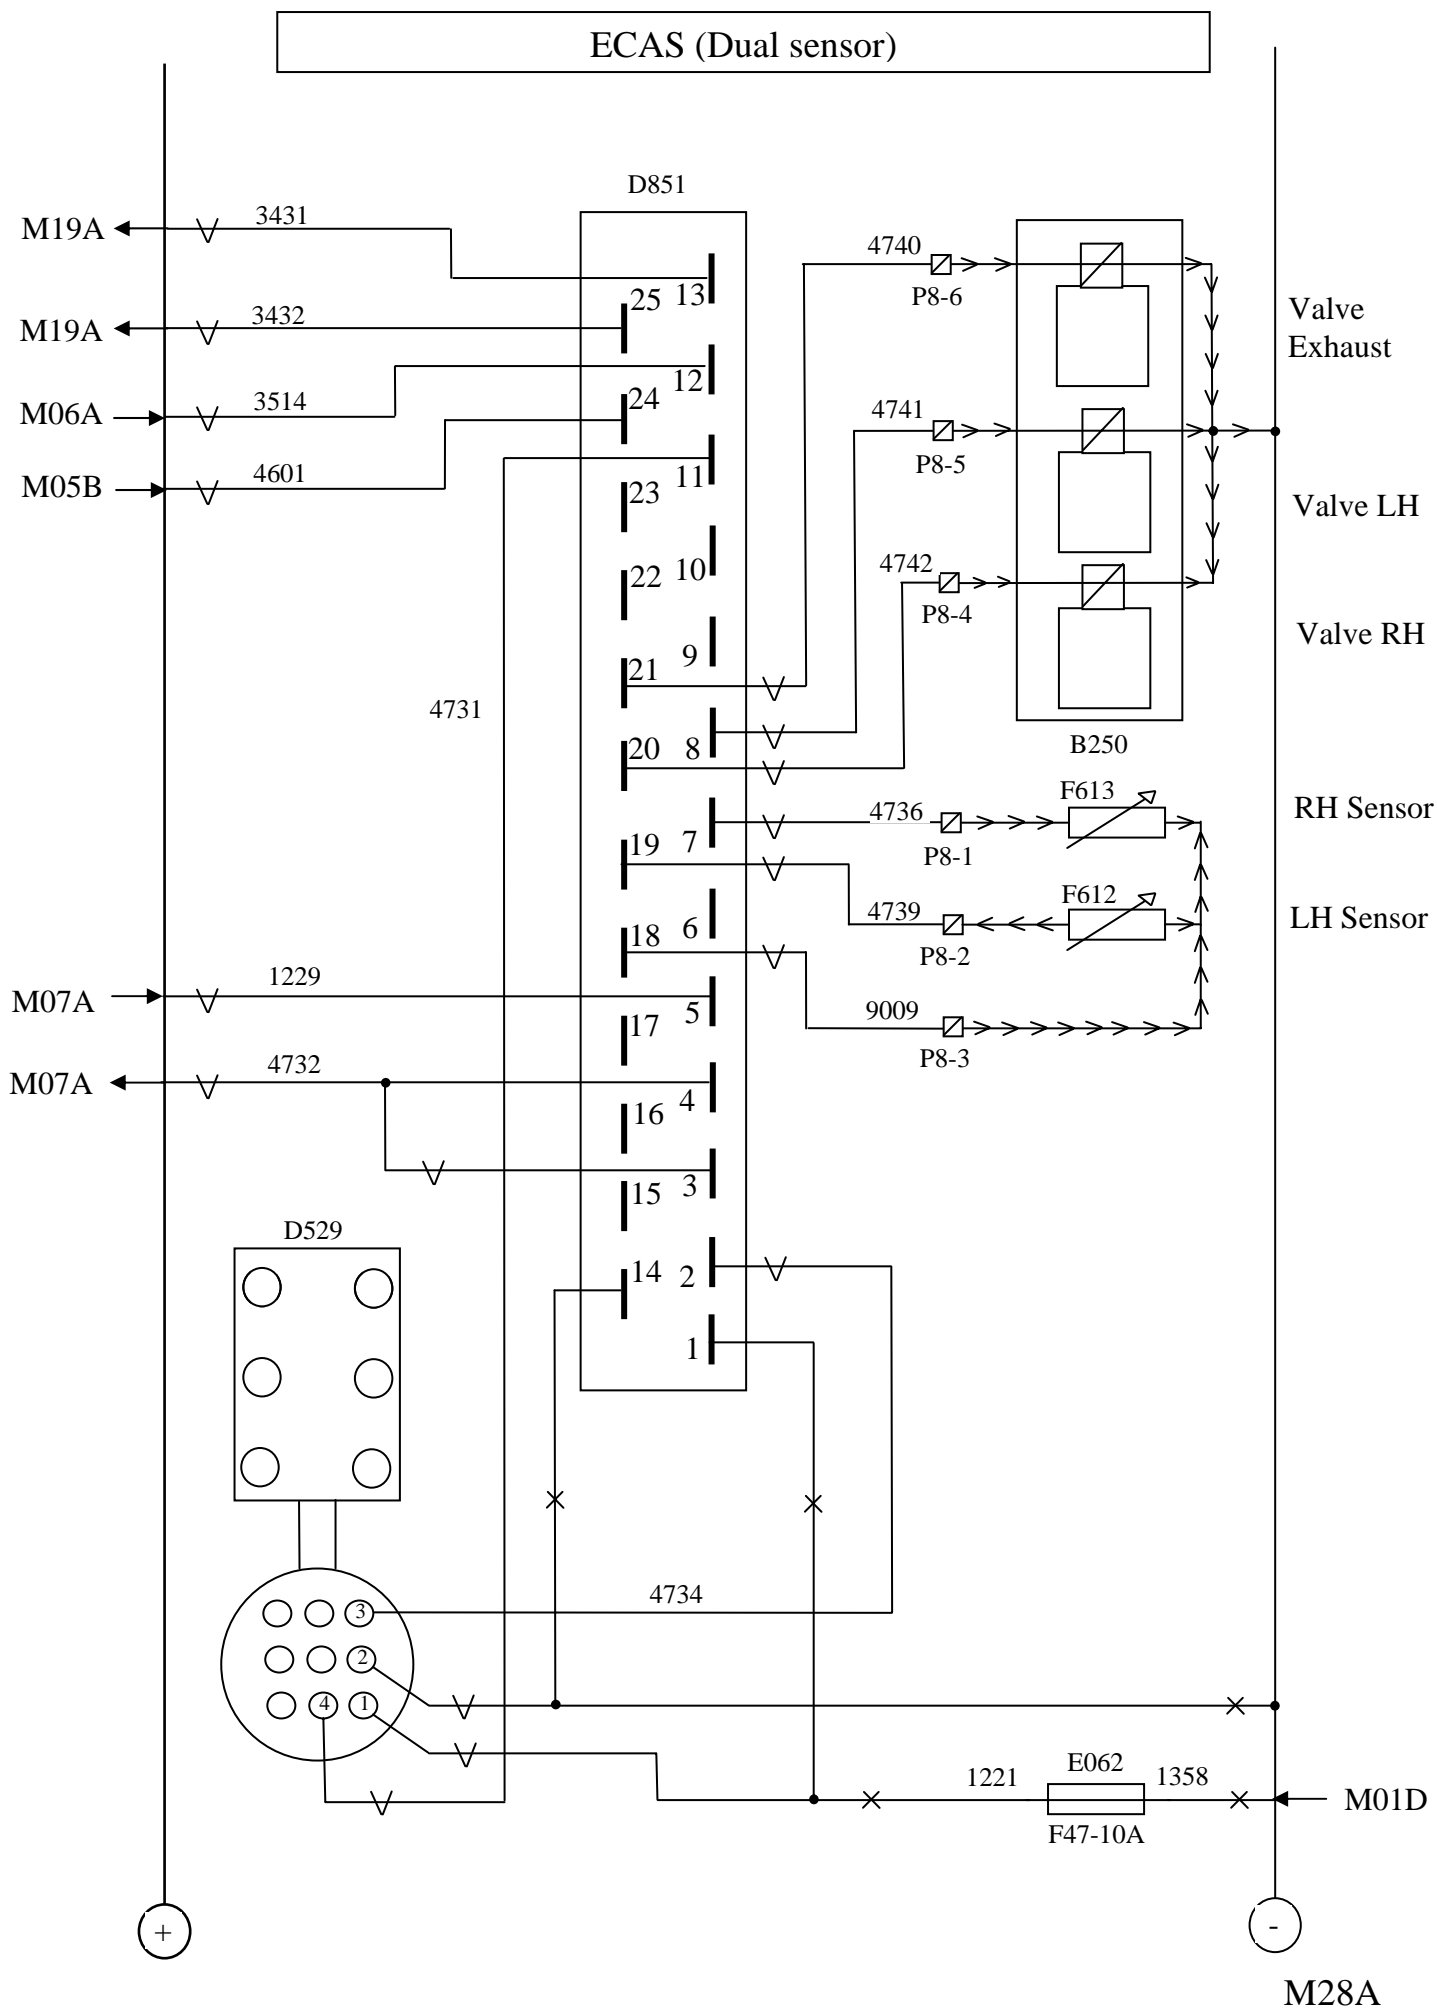 ECAS (Dual sensor)
D851
M19A
3431
4740
P8-6
25
13
M19A
3432
Valve
Exhaust
12
M06A
3514
24
4741
P8-5
M05B
4601
11
23
Valve LH
10
22
4742
P8-4
9
21
Valve RH
4731
8
20
B250
4736
P8-1
F613
RH Sensor
7
19
4739
P8-2
F612
LH Sensor
6
18
M07A
1229
5
17
9009
P8-3
M07A
4732
4
16
3
15
D529
2
14
1
4734
3
2
4
1
1221
E062
1358
M01D
F47-10A
+
-
M28A